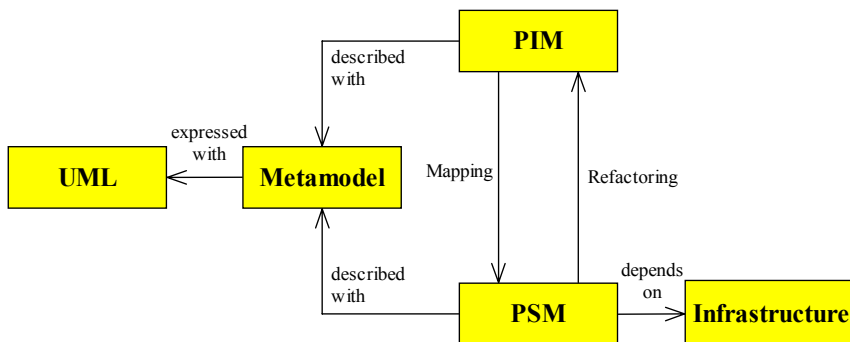 PIM
described
with
expressed
with
UML
Metamodel
Mapping
Refactoring
described
with
PSM
depends
on
Infrastructure